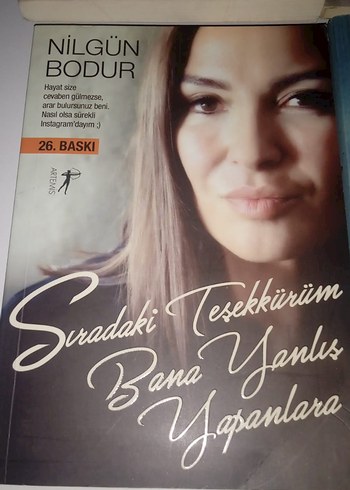 NİLGÜN
BODUR
Hayat size
cevaben gülmezse,
arar bulursunuz beni.
Nasıl olsa sürekli
Instagram'dayım ;)
26. BASKI
ARTEMİS
Sıradaki Teşekkürüm
Bana Yanlış
Yapanlara